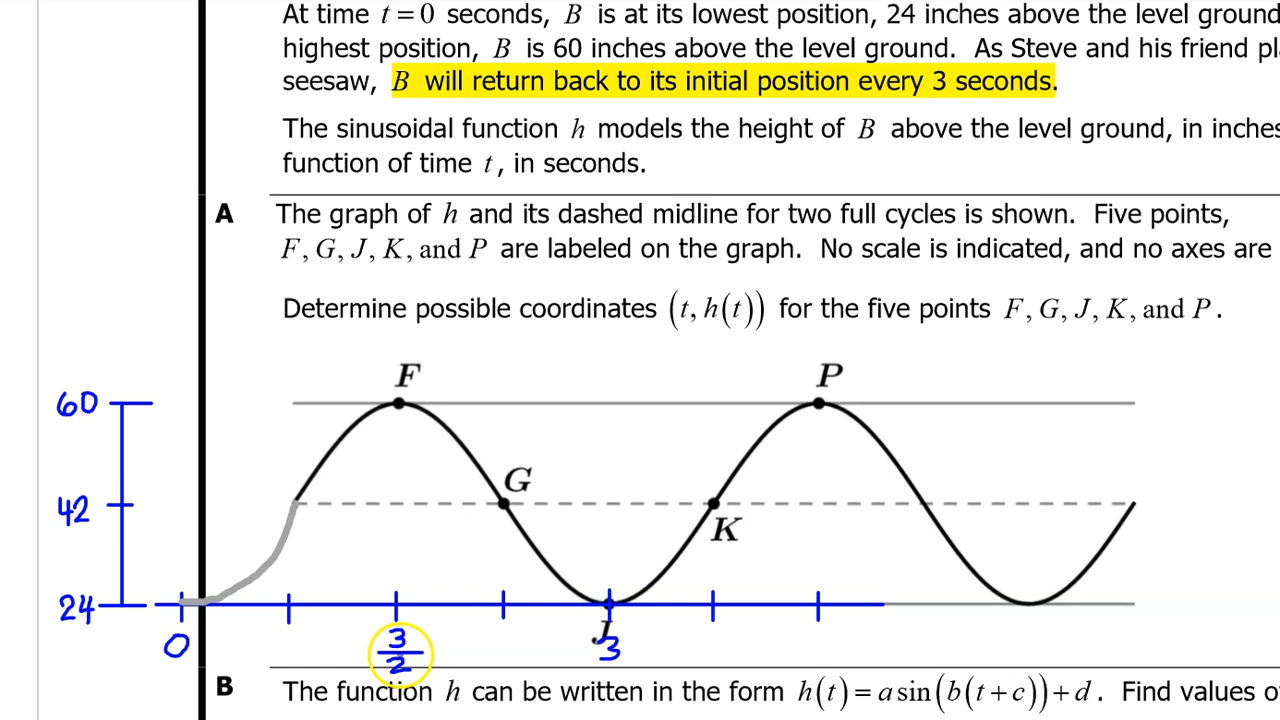 At time t = 0 seconds, B is at its lowest position, 24 inches above the level ground
highest position, B is 60 inches above the level ground. As Steve and his friend pl
seesaw, B will return back to its initial position every 3 seconds.
The sinusoidal function h models the height of B above the level ground, in inches
function of time t, in seconds.
A The graph of h and its dashed midline for two full cycles is shown. Five points,
F, G, J, K, and P are labeled on the graph. No scale is indicated, and no axes are
Determine possible coordinates (t, h(t)) for the five points F, G, J, K, and P.
F P
60
G
42
K
24
J
0 3/2 3
B The function h can be written in the form h(t) = a sin(b(t + c)) + d. Find values o